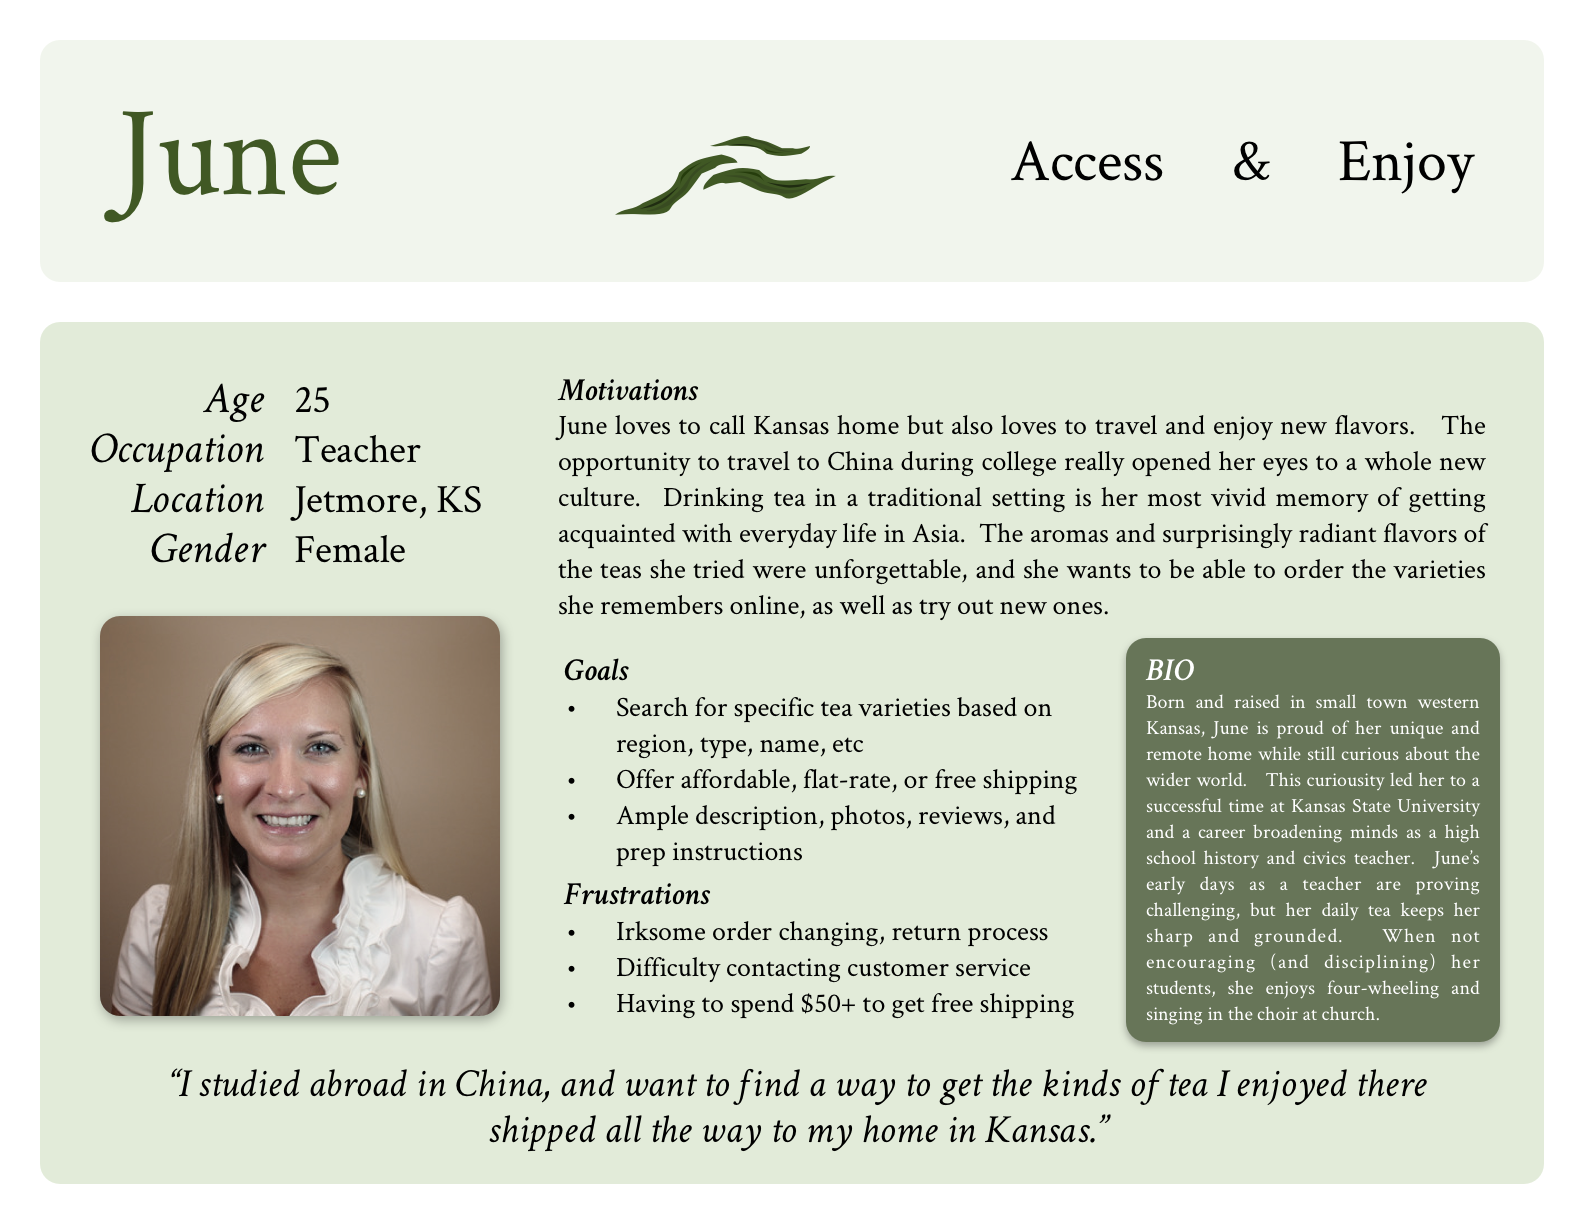 June
Access & Enjoy
Age 25
Occupation Teacher
Location Jetmore, KS
Gender Female
Motivations
June loves to call Kansas home but also loves to travel and enjoy new flavors. The
opportunity to travel to China during college really opened her eyes to a whole new
culture. Drinking tea in a traditional setting is her most vivid memory of getting
acquainted with everyday life in Asia. The aromas and surprisingly radiant flavors of
the teas she tried were unforgettable, and she wants to be able to order the varieties
she remembers online, as well as try out new ones.
Goals
• Search for specific tea varieties based on
region, type, name, etc
• Offer affordable, flat-rate, or free shipping
• Ample description, photos, reviews, and
prep instructions
Frustrations
• Irksome order changing, return process
• Difficulty contacting customer service
• Having to spend $50+ to get free shipping
BIO
Born and raised in small town western
Kansas, June is proud of her unique and
remote home while still curious about the
wider world. This curiousity led her to a
successful time at Kansas State University
and a career broadening minds as a high
school history and civics teacher. June’s
early days as a teacher are proving
challenging, but her daily tea keeps her
sharp and grounded. When not
encouraging (and disciplining) her
students, she enjoys four-wheeling and
singing in the choir at church.
“I studied abroad in China, and want to find a way to get the kinds of tea I enjoyed there
shipped all the way to my home in Kansas.”